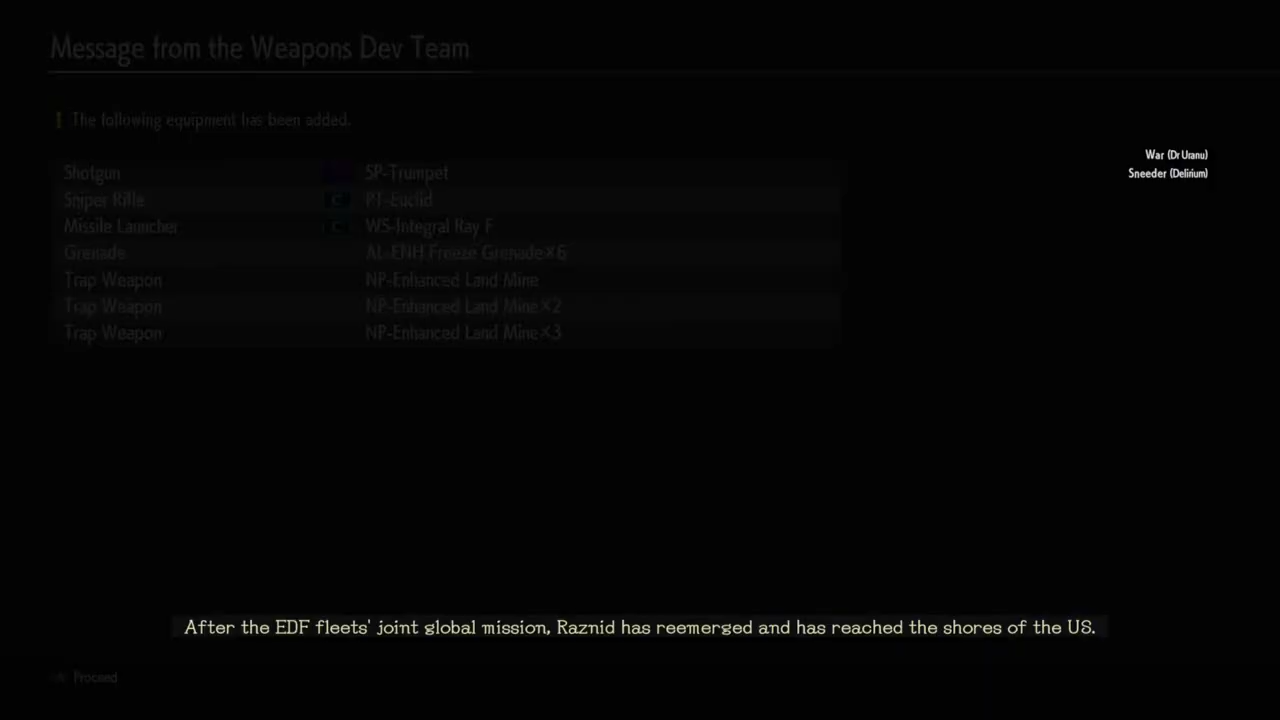 Message from the Weapons Dev Team
! The following equipment has been added.
War (Dr Uranu)
Sneeder (Delirium)
Shotgun SP-Trumpet
Sniper Rifle C PT-Euclid
Missile Launcher C WS-Integral Ray F
Grenade AL-ENH Freeze Grenade×6
Trap Weapon NP-Enhanced Land Mine
Trap Weapon NP-Enhanced Land Mine×2
Trap Weapon NP-Enhanced Land Mine×3
After the EDF fleets' joint global mission, Raznid has reemerged and has reached the shores of the US.
Proceed